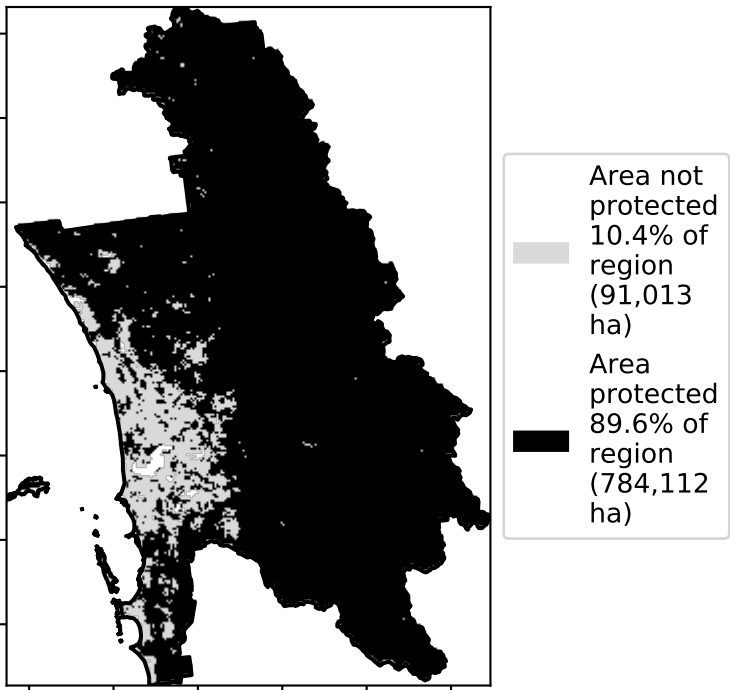 Area not
protected
10.4% of
region
(91,013
ha)
Area
protected
89.6% of
region
(784,112
ha)